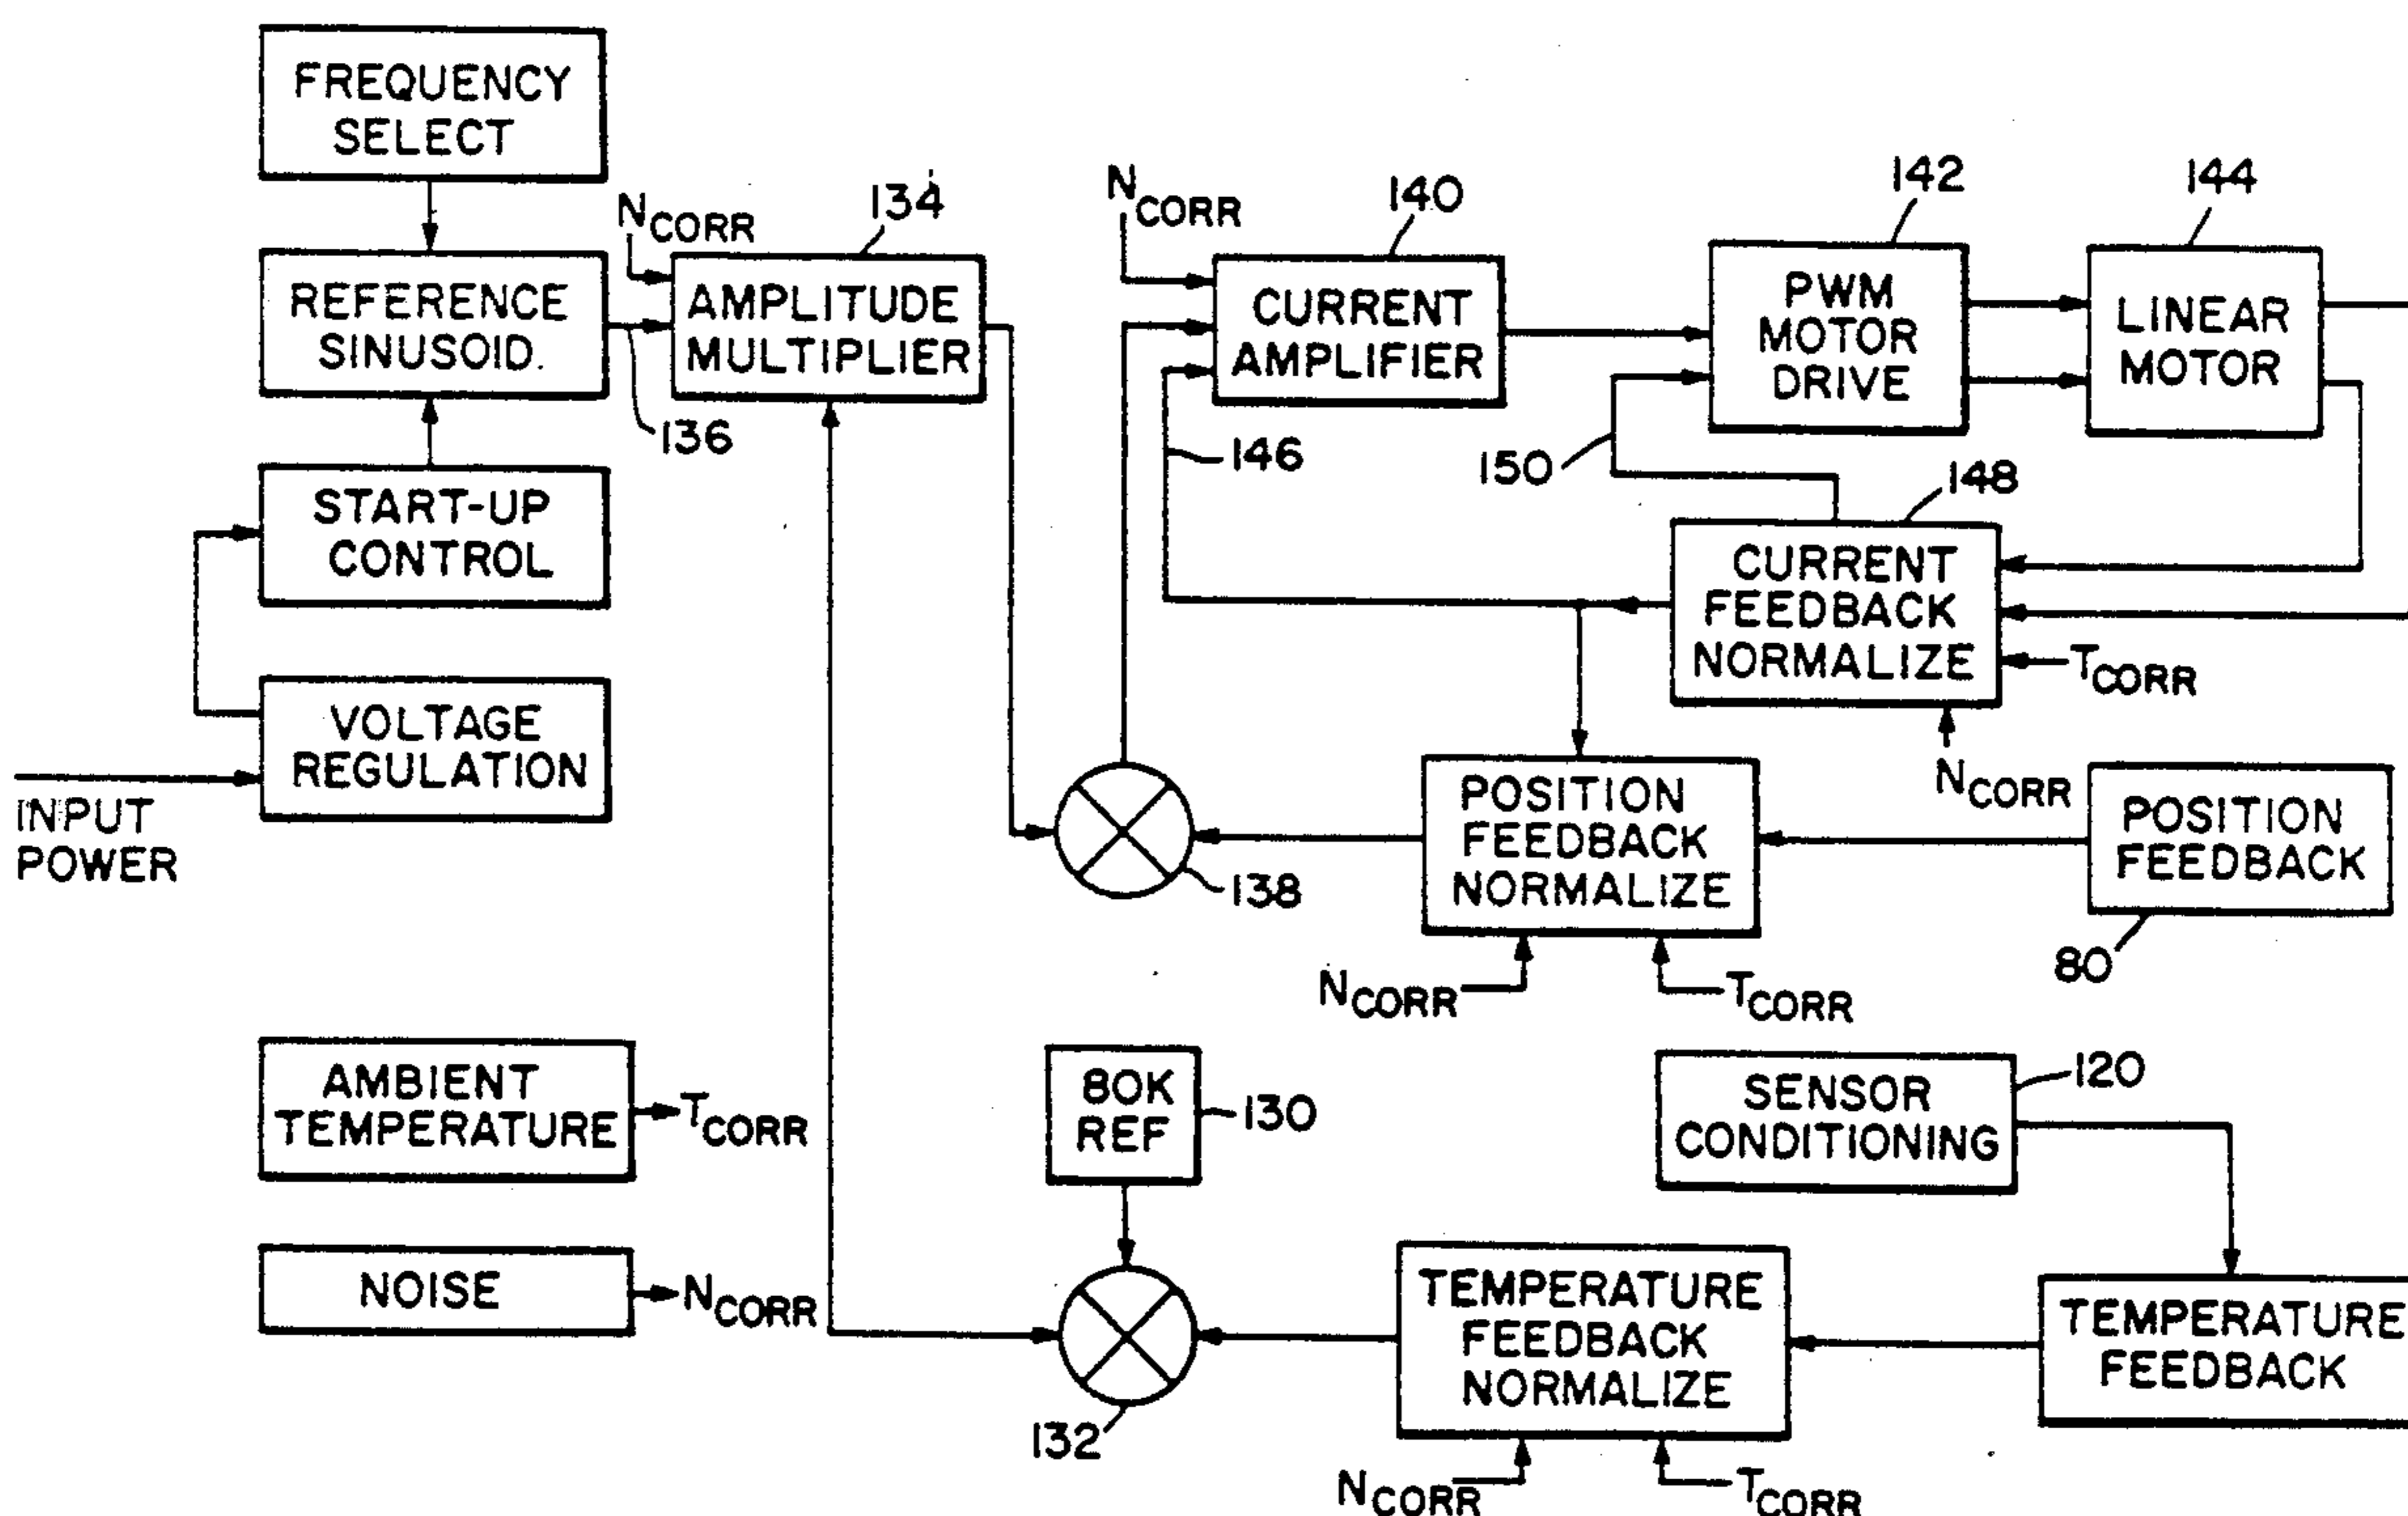 FREQUENCY
SELECT
REFERENCE
SINUSOID.
START-UP
CONTROL
VOLTAGE
REGULATION
INPUT
POWER
NCORR
134
AMPLITUDE
MULTIPLIER
136
NCORR
140
CURRENT
AMPLIFIER
146
142
PWM
MOTOR
DRIVE
150
144
LINEAR
MOTOR
148
CURRENT
FEEDBACK
NORMALIZE
TCORR
NCORR
138
POSITION
FEEDBACK
NORMALIZE
NCORR
TCORR
POSITION
FEEDBACK
80
AMBIENT
TEMPERATURE
TCORR
NOISE
NCORR
80K
REF
130
132
SENSOR
CONDITIONING
120
TEMPERATURE
FEEDBACK
NORMALIZE
NCORR
TCORR
TEMPERATURE
FEEDBACK